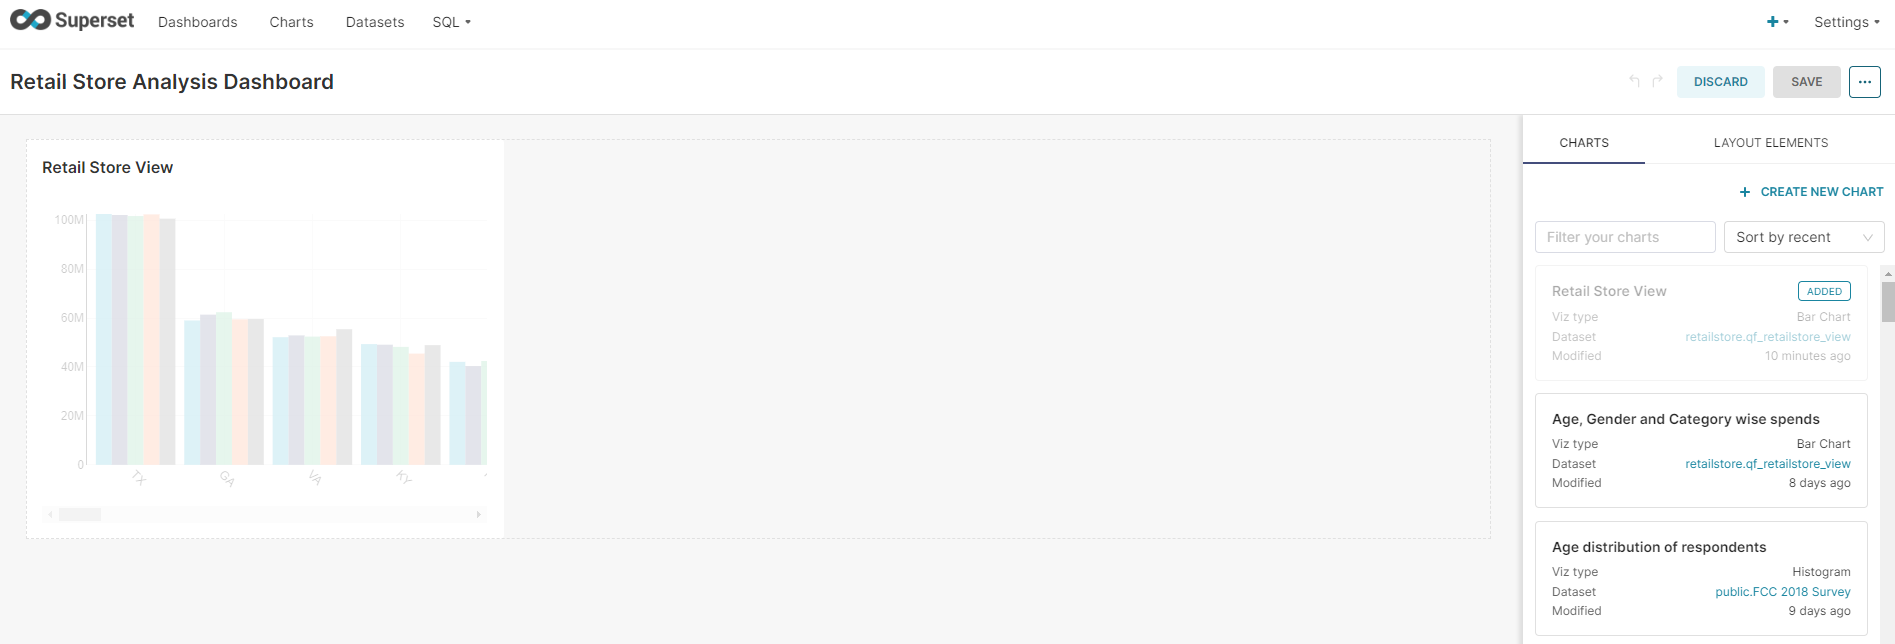 Superset Dashboards Charts Datasets SQL Settings
Retail Store Analysis Dashboard
DISCARD SAVE ...
Retail Store View
100M
80M
60M
40M
20M
0
TX GA VA KY
CHARTS LAYOUT ELEMENTS
+ CREATE NEW CHART
Filter your charts Sort by recent
Retail Store View ADDED
Viz type Bar Chart
Dataset retailstore.qf_retailstore_view
Modified 10 minutes ago
Age, Gender and Category wise spends
Viz type Bar Chart
Dataset retailstore.qf_retailstore_view
Modified 8 days ago
Age distribution of respondents
Viz type Histogram
Dataset public.FCC 2018 Survey
Modified 9 days ago